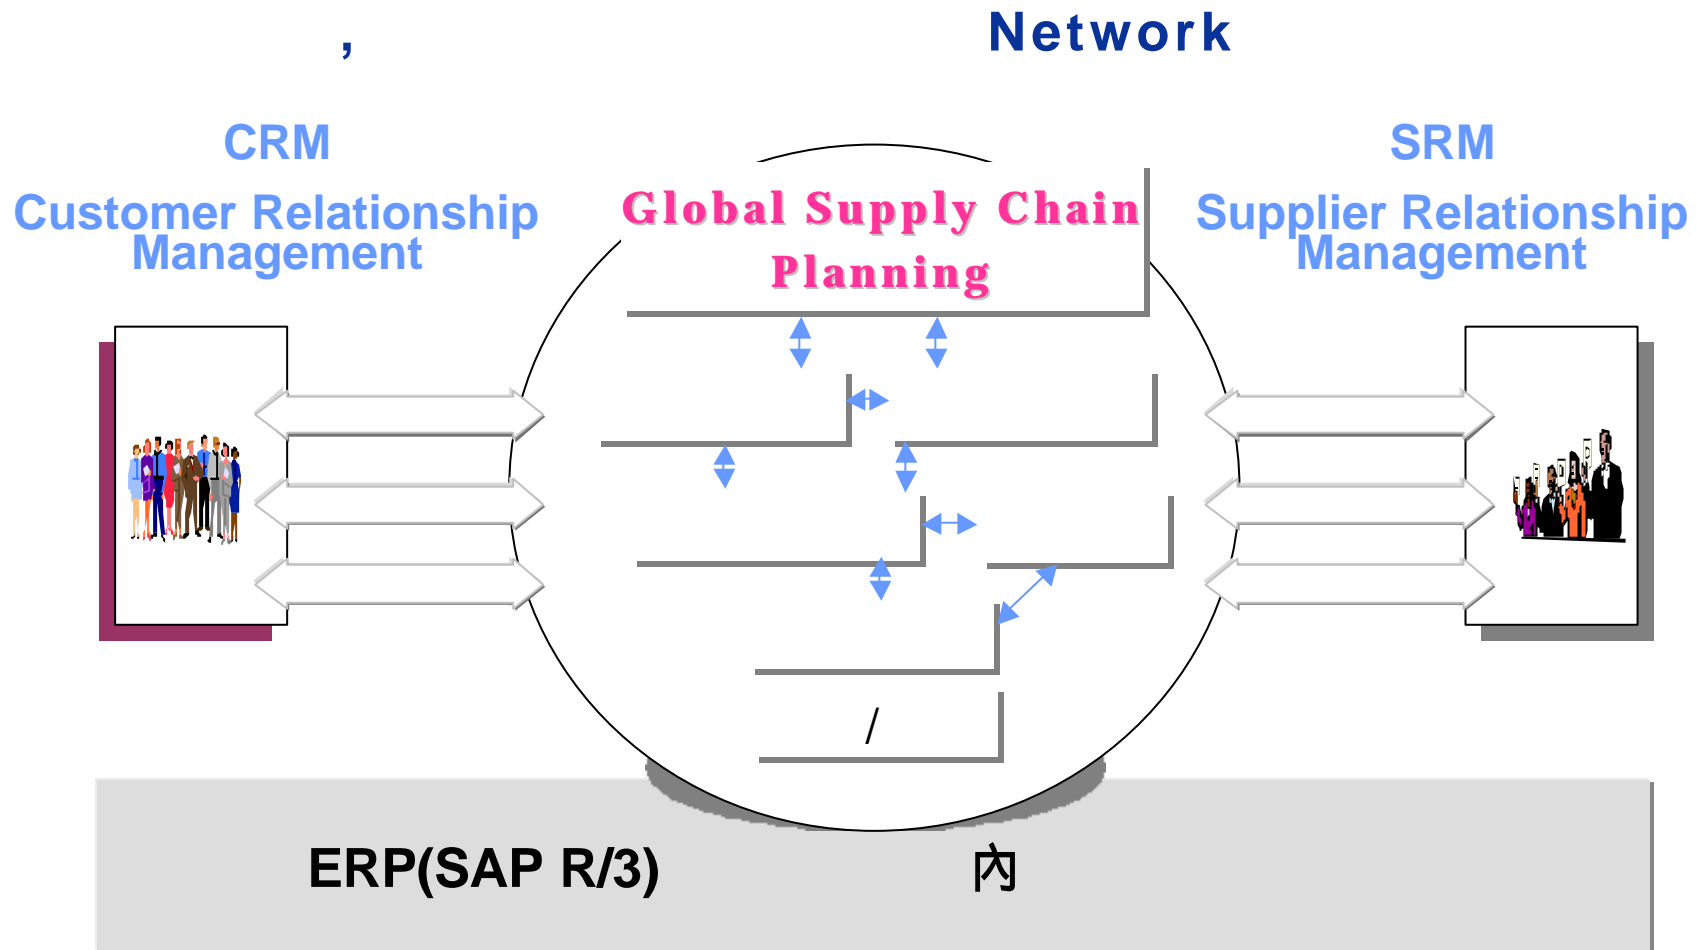 , Network
CRM
Customer Relationship
Management
SRM
Supplier Relationship
Management
Global Supply Chain
Planning
/
ERP(SAP R/3) 內